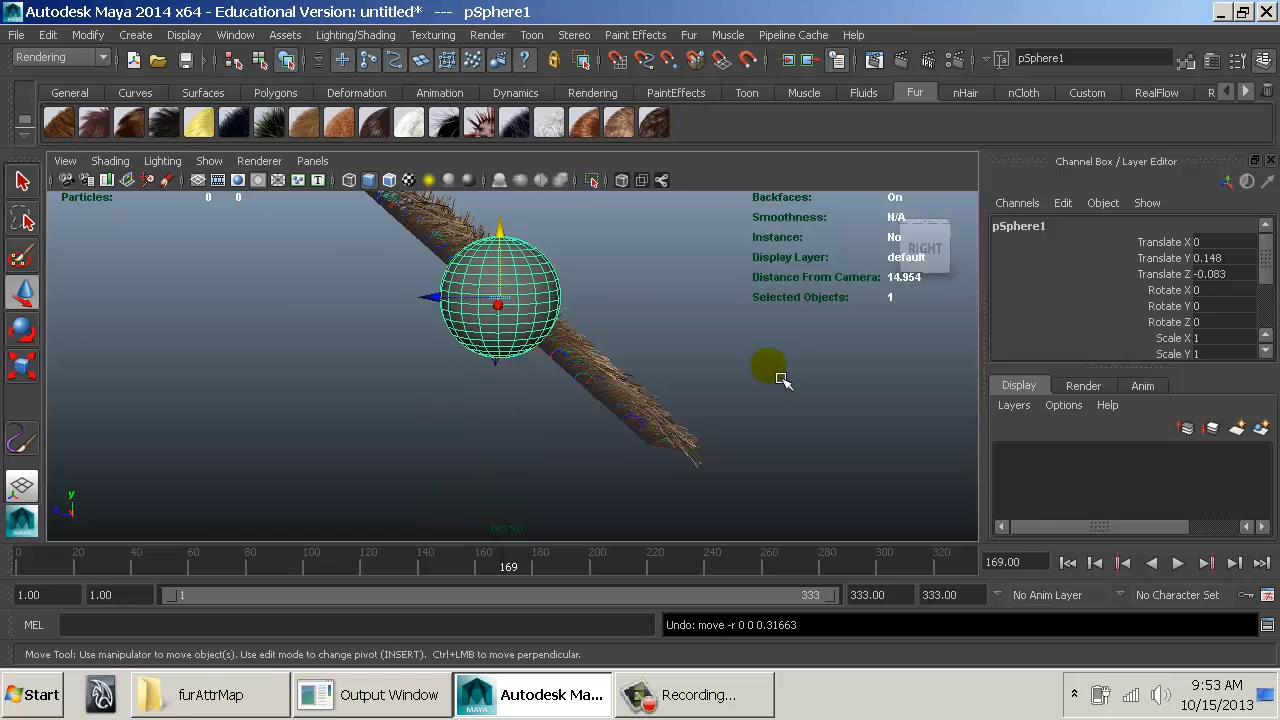 Autodesk Maya 2014 x64 - Educational Version: untitled*   ---   pSphere1
File Edit Modify Create Display Window Assets Lighting/Shading Texturing Render Toon Stereo Paint Effects Fur Muscle Pipeline Cache Help
Rendering pSphere1
General Curves Surfaces Polygons Deformation Animation Dynamics Rendering PaintEffects Toon Muscle Fluids Fur nHair nCloth Custom RealFlow R
View Shading Lighting Show Renderer Panels
Channel Box / Layer Editor
Particles: 0 0
Backfaces: On
Smoothness: N/A
Instance: No
Display Layer: default
Distance From Camera: 14.954
Selected Objects: 1
RIGHT
Channels Edit Object Show
pSphere1
Translate X 0
Translate Y 0.148
Translate Z -0.083
Rotate X 0
Rotate Y 0
Rotate Z 0
Scale X 1
Scale Y 1
Display Render Anim
Layers Options Help
y
persp
0 20 40 60 80 100 120 140 160 180 200 220 240 260 280 300 320
169
169.00
1.00 1.00 1 333 333.00 333.00 No Anim Layer No Character Set
MEL Undo: move -r 0 0 0.31663
Move Tool: Use manipulator to move object(s). Use edit mode to change pivot (INSERT).  Ctrl+LMB to move perpendicular.
Start furAttrMap Output Window Autodesk Ma... Recording... 9:53 AM
10/15/2013